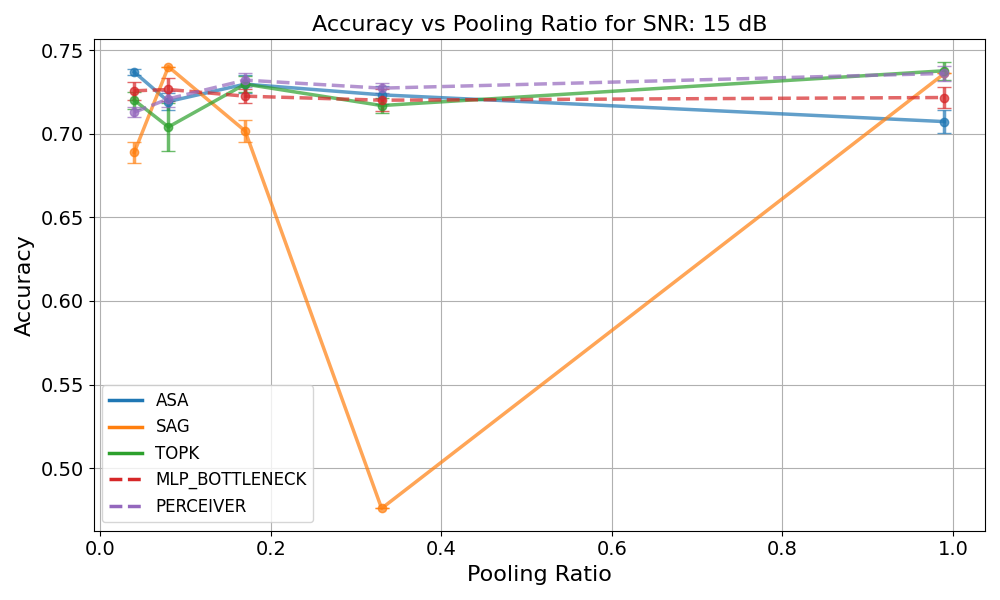 Accuracy vs Pooling Ratio for SNR: 15 dB
0.75
0.70
0.65
0.60
0.55
0.50
Accuracy
ASA
SAG
TOPK
MLP_BOTTLENECK
PERCEIVER
0.0 0.2 0.4 0.6 0.8 1.0
Pooling Ratio